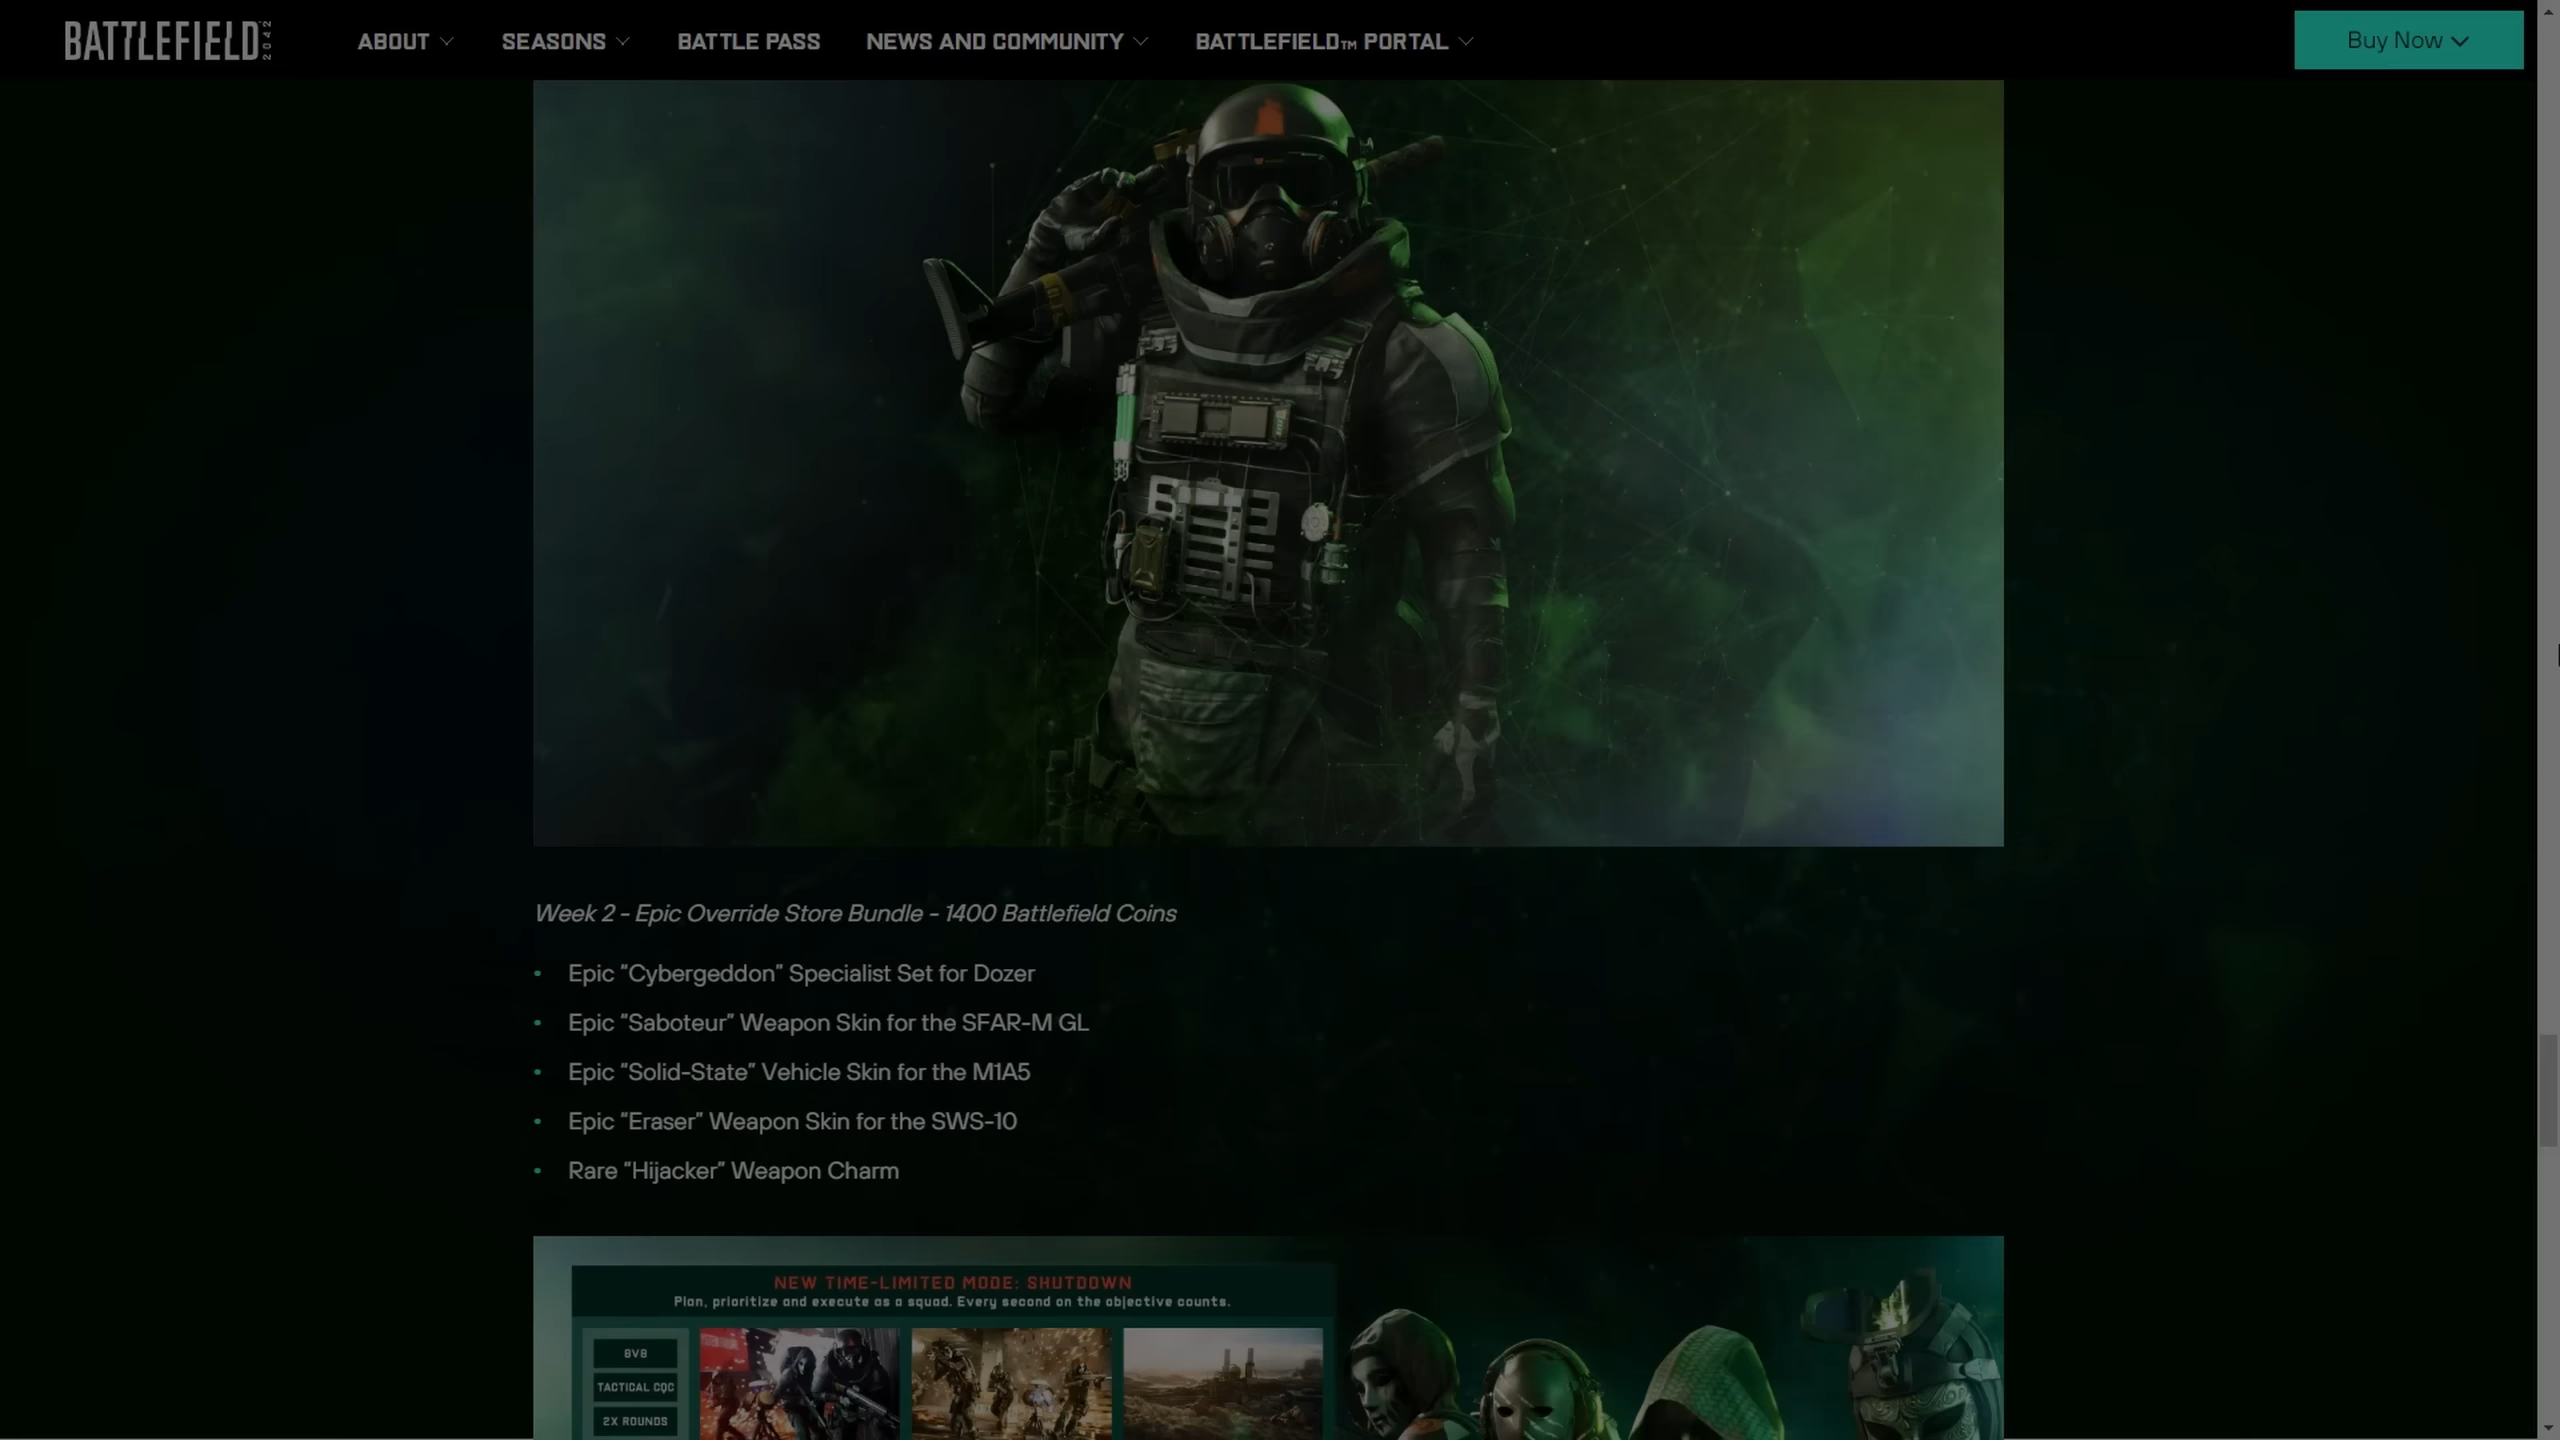 BATTLEFIELD 2042
ABOUT
SEASONS
BATTLE PASS
NEWS AND COMMUNITY
BATTLEFIELD™ PORTAL
Buy Now
Week 2 - Epic Override Store Bundle - 1400 Battlefield Coins
• Epic “Cybergeddon” Specialist Set for Dozer
• Epic “Saboteur” Weapon Skin for the SFAR-M GL
• Epic “Solid-State” Vehicle Skin for the M1A5
• Epic “Eraser” Weapon Skin for the SWS-10
• Rare “Hijacker” Weapon Charm
NEW TIME-LIMITED MODE: SHUTDOWN
Plan, prioritize and execute as a squad. Every second on the objective counts.
8V8
TACTICAL CQC
2X ROUNDS